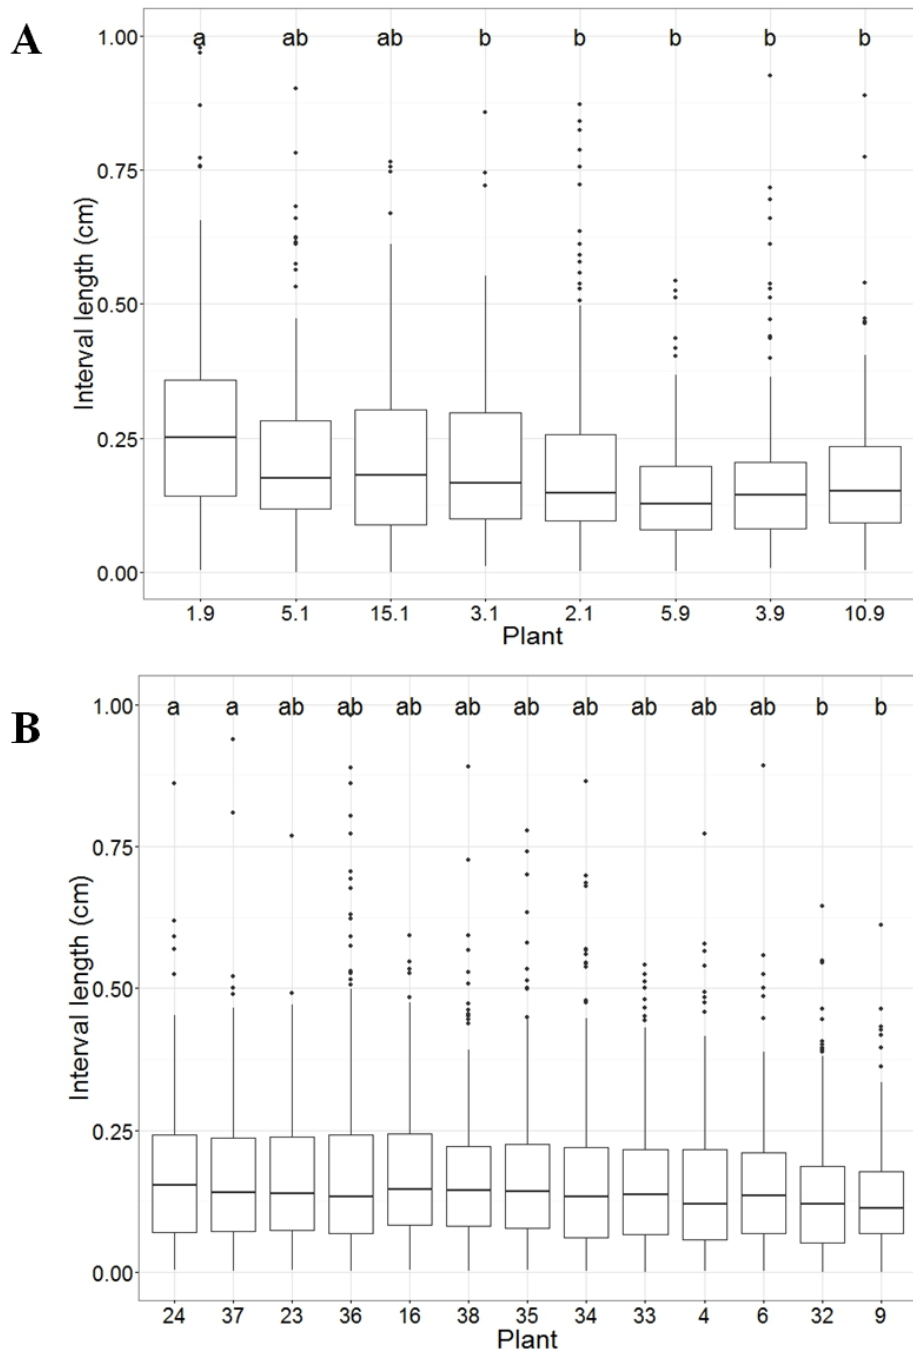 A
a ab ab b b b b b
1.00
0.75
0.50
0.25
0.00
Interval length (cm)
1.9 5.1 15.1 3.1 2.1 5.9 3.9 10.9
Plant
B
a a ab ab ab ab ab ab ab ab ab b b
1.00
0.75
0.50
0.25
0.00
Interval length (cm)
24 37 23 36 16 38 35 34 33 4 6 32 9
Plant